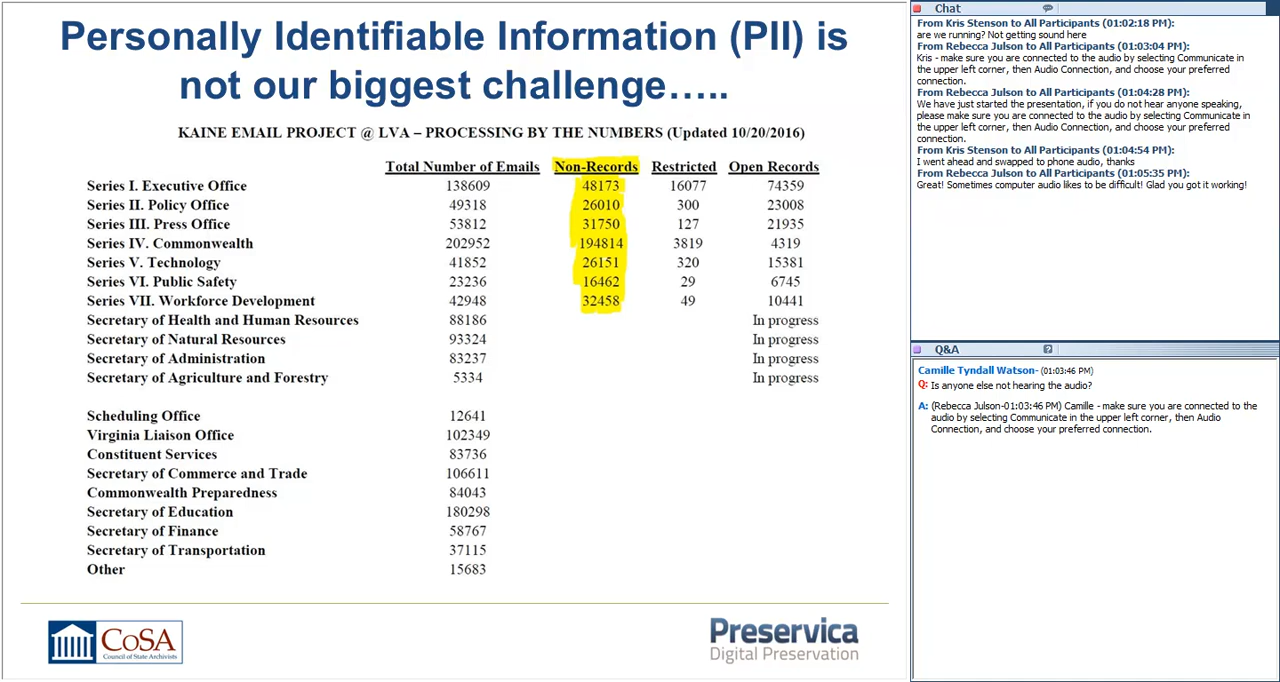 Personally Identifiable Information (PII) is
not our biggest challenge…..
KAINE EMAIL PROJECT @ LVA – PROCESSING BY THE NUMBERS (Updated 10/20/2016)
Total Number of Emails Non-Records Restricted Open Records
Series I. Executive Office 138609 48173 16077 74359
Series II. Policy Office 49318 26010 300 23008
Series III. Press Office 53812 31750 127 21935
Series IV. Commonwealth 202952 194814 3819 4319
Series V. Technology 41852 26151 320 15381
Series VI. Public Safety 23236 16462 29 6745
Series VII. Workforce Development 42948 32458 49 10441
Secretary of Health and Human Resources 88186 In progress
Secretary of Natural Resources 93324 In progress
Secretary of Administration 83237 In progress
Secretary of Agriculture and Forestry 5334 In progress
Scheduling Office 12641
Virginia Liaison Office 102349
Constituent Services 83736
Secretary of Commerce and Trade 106611
Commonwealth Preparedness 84043
Secretary of Education 180298
Secretary of Finance 58767
Secretary of Transportation 37115
Other 15683
CoSA
Council of State Archivists
Preservica
Digital Preservation
Chat
From Kris Stenson to All Participants (01:02:18 PM):
are we running? Not getting sound here
From Rebecca Julson to All Participants (01:03:04 PM):
Kris - make sure you are connected to the audio by selecting Communicate in
the upper left corner, then Audio Connection, and choose your preferred
connection.
From Rebecca Julson to All Participants (01:04:28 PM):
We have just started the presentation, if you do not hear anyone speaking,
please make sure you are connected to the audio by selecting Communicate in
the upper left corner, then Audio Connection, and choose your preferred
connection.
From Kris Stenson to All Participants (01:04:54 PM):
I went ahead and swapped to phone audio, thanks
From Rebecca Julson to All Participants (01:05:35 PM):
Great! Sometimes computer audio likes to be difficult! Glad you got it working!
Q&A
Camille Tyndall Watson- (01:03:46 PM)
Q: Is anyone else not hearing the audio?
A: (Rebecca Julson-01:03:46 PM) Camille - make sure you are connected to the
audio by selecting Communicate in the upper left corner, then Audio
Connection, and choose your preferred connection.